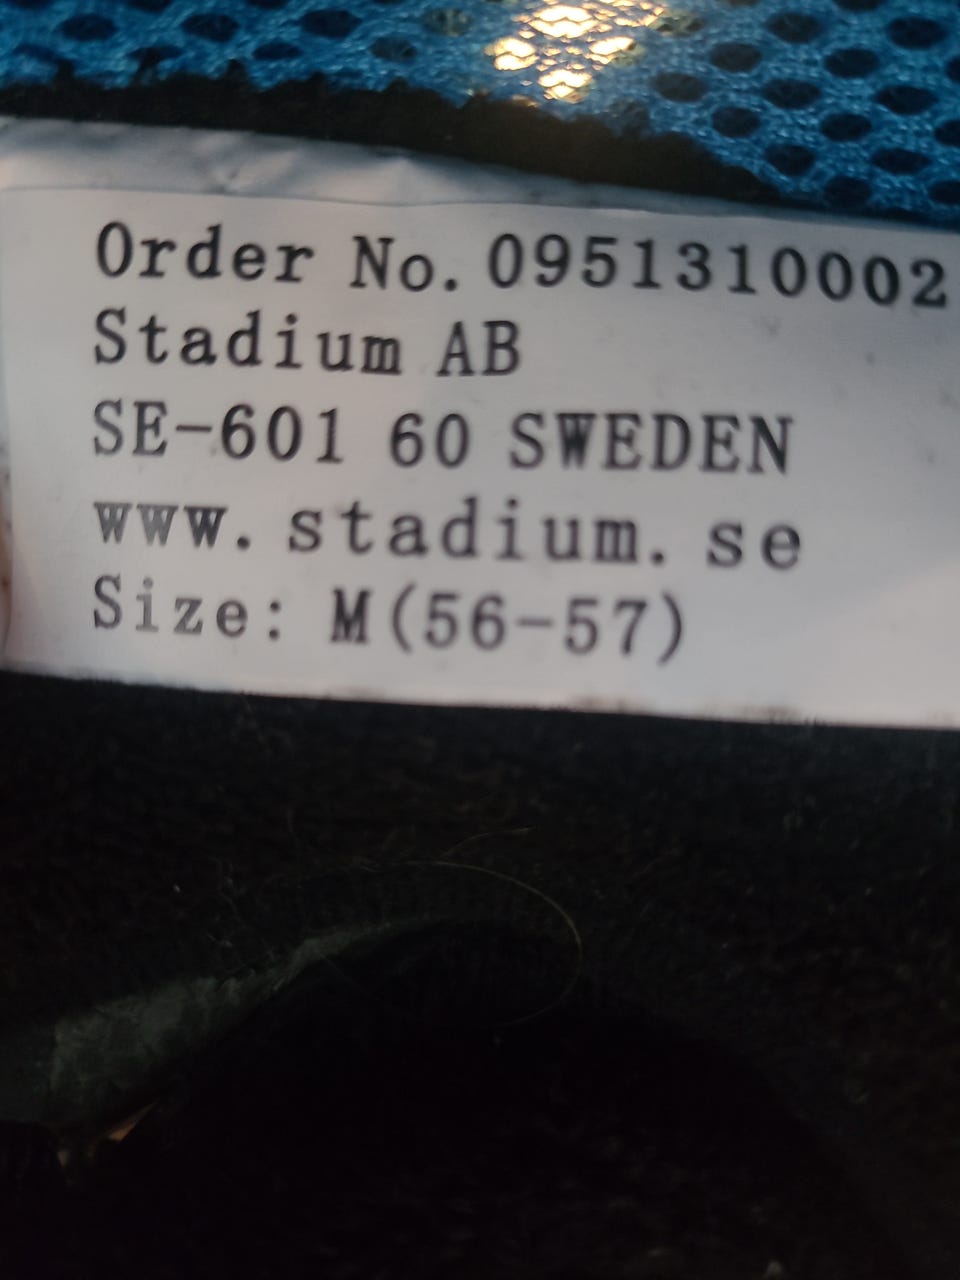 Order No. 0951310002
Stadium AB
SE-601 60 SWEDEN
www.stadium.se
Size: M(56-57)